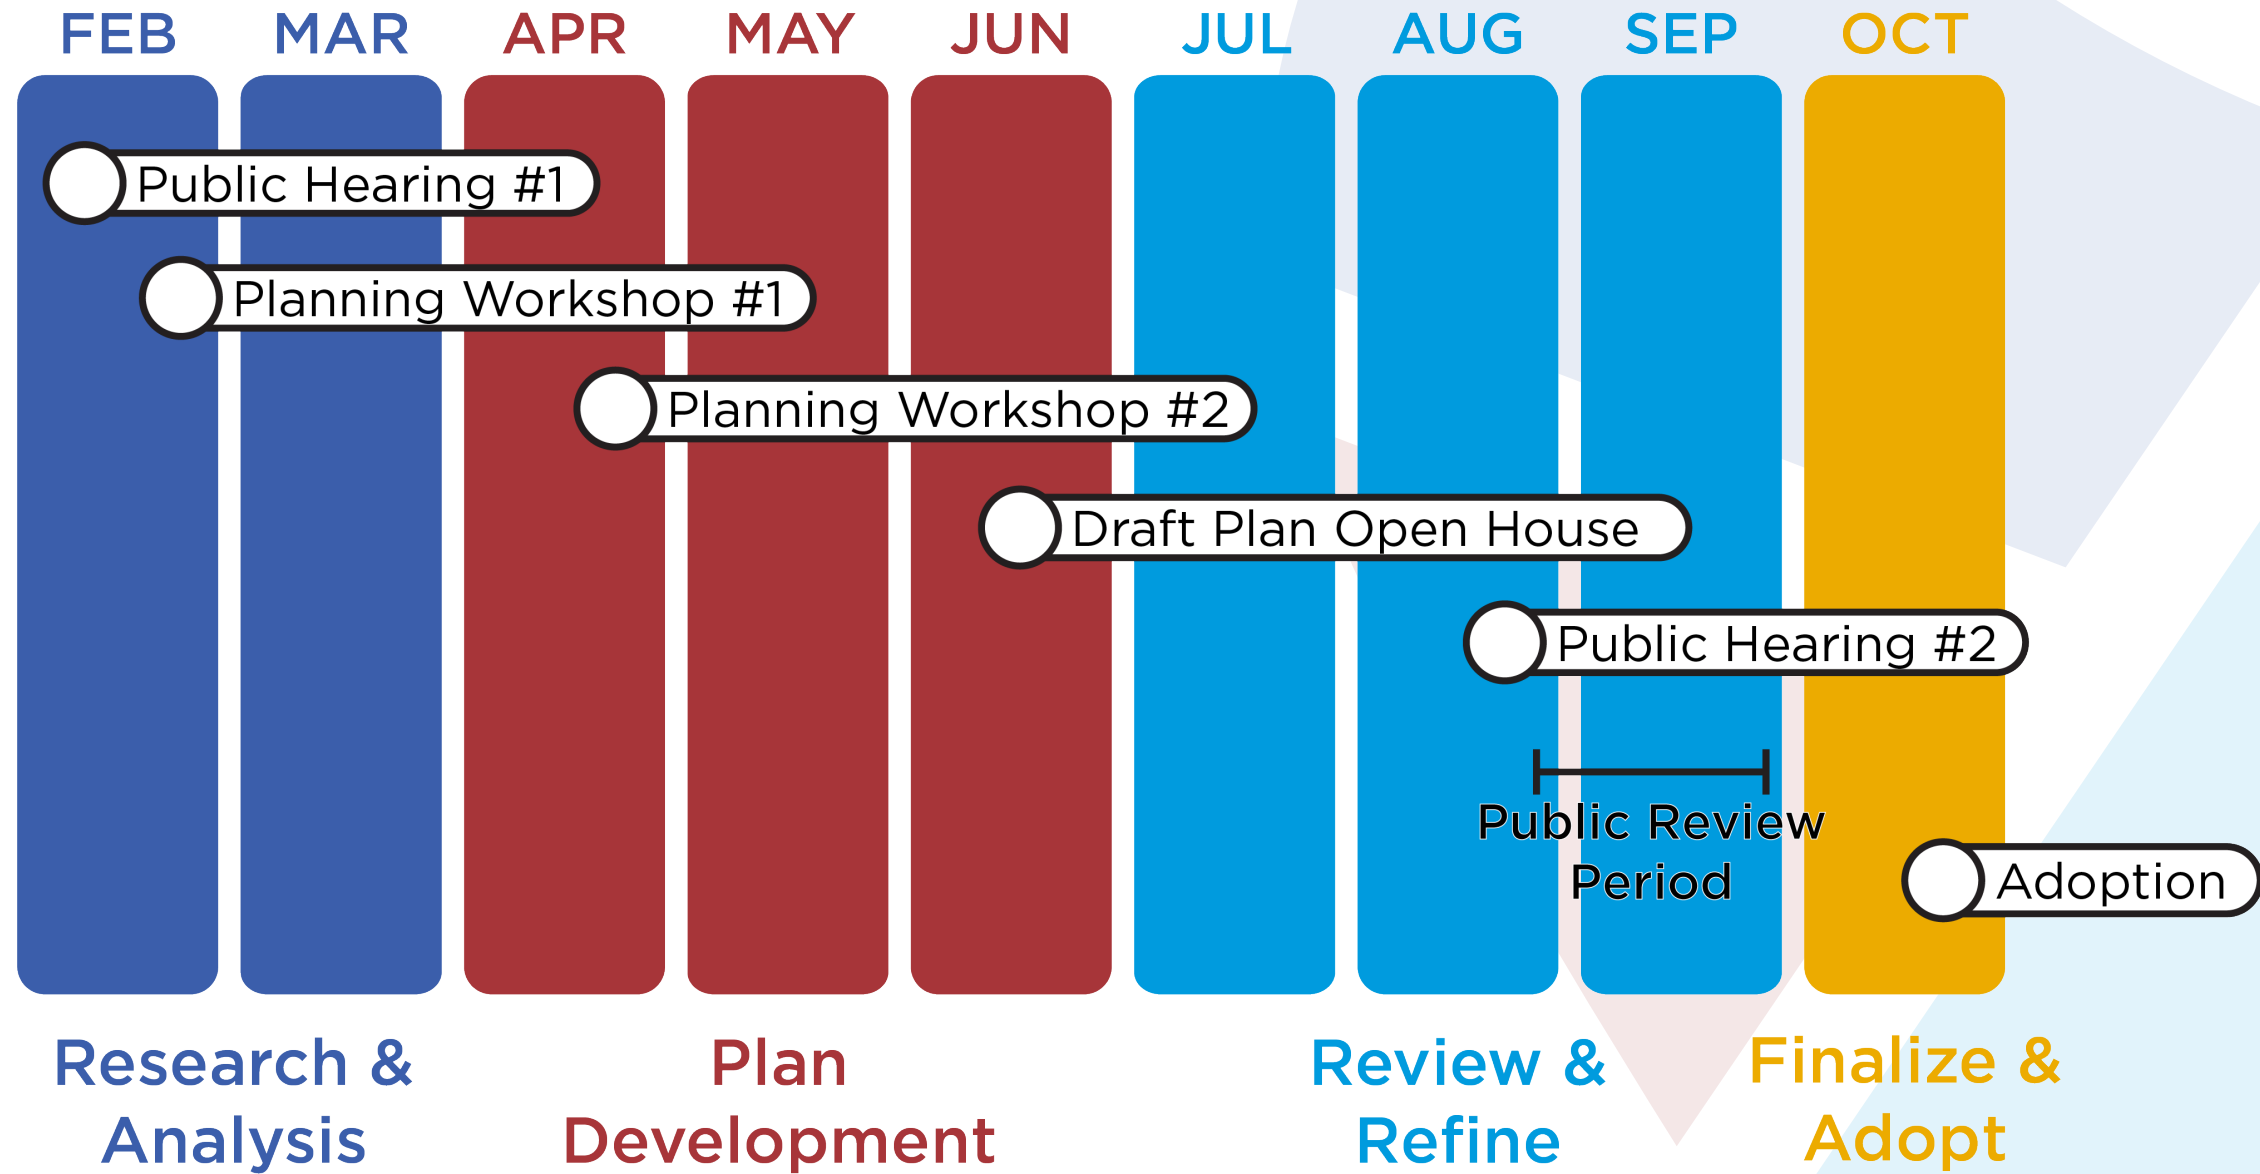 FEB MAR APR MAY JUN JUL AUG SEP OCT
Public Hearing #1
Planning Workshop #1
Planning Workshop #2
Draft Plan Open House
Public Hearing #2
Public Review
Period
Adoption
Research &
Analysis
Plan
Development
Review &
Refine
Finalize &
Adopt